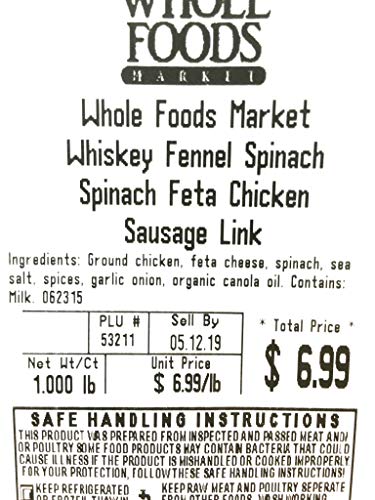 WHOLE
FOODS
MARKET
Whole Foods Market
Whiskey Fennel Spinach
Spinach Feta Chicken
Sausage Link
Ingredients: Ground chicken, feta cheese, spinach, sea
salt, spices, garlic onion, organic canola oil. Contains:
Milk. 062315
PLU #
53211
Sell By
05.12.19
* Total Price *
$ 6.99
Net Wt/Ct
1.000 lb
Unit Price
$ 6.99/lb
SAFE HANDLING INSTRUCTIONS
THIS PRODUCT WAS PREPARED FROM INSPECTED AND PASSED MEAT AND/
OR POULTRY SOME FOOD PRODUCTS MAY CONTAIN BACTERIA THAT COULD
CAUSE ILLNESS IF THE PRODUCT IS MISHANDLED OR COOKED IMPROPERLY
FOR YOUR PROTECTION, FOLLOW THESE SAFE HANDLING INSTRUCTIONS!
KEEP REFRIGERATED
OR FROZEN THAW IN
KEEP RAW MEAT AND POULTRY SEPERATE
FROM OTHER FOODS WASH WORKING